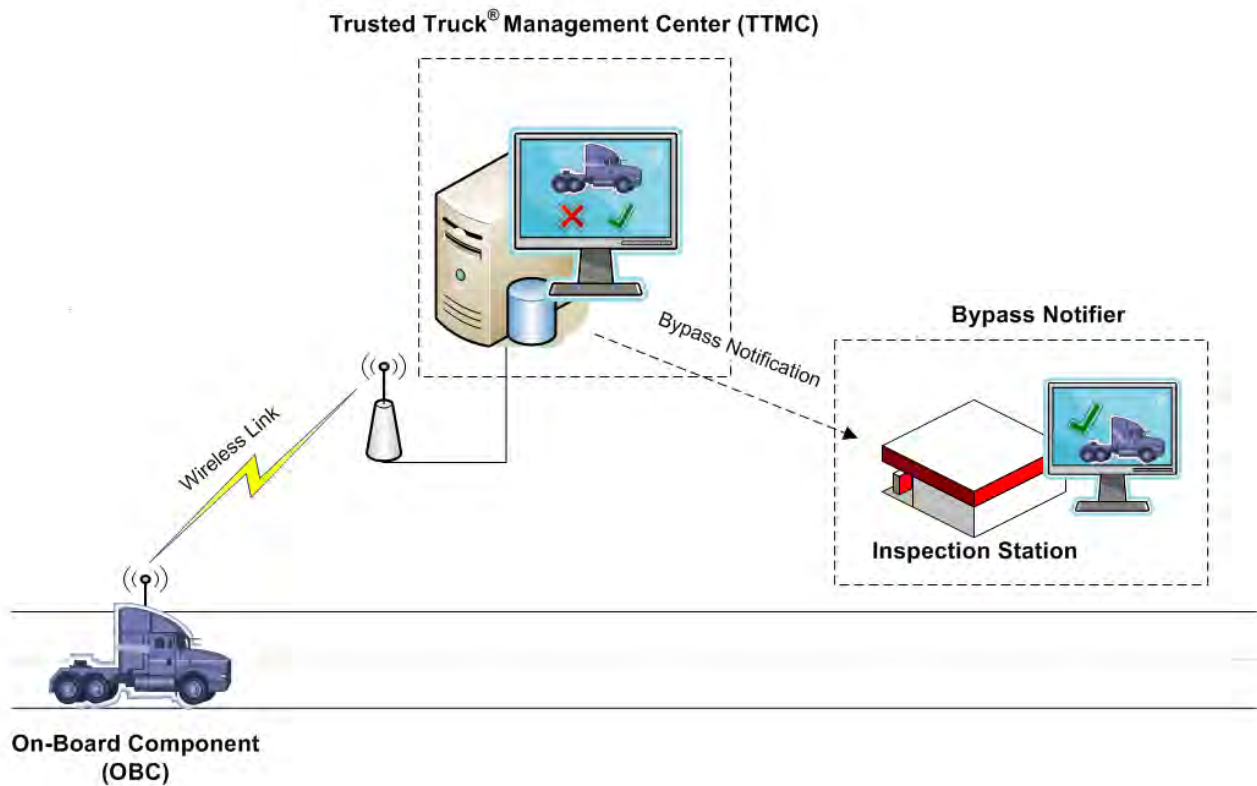 Trusted Truck® Management Center (TTMC)
Bypass Notification
Bypass Notifier
Wireless Link
Inspection Station
On-Board Component
(OBC)